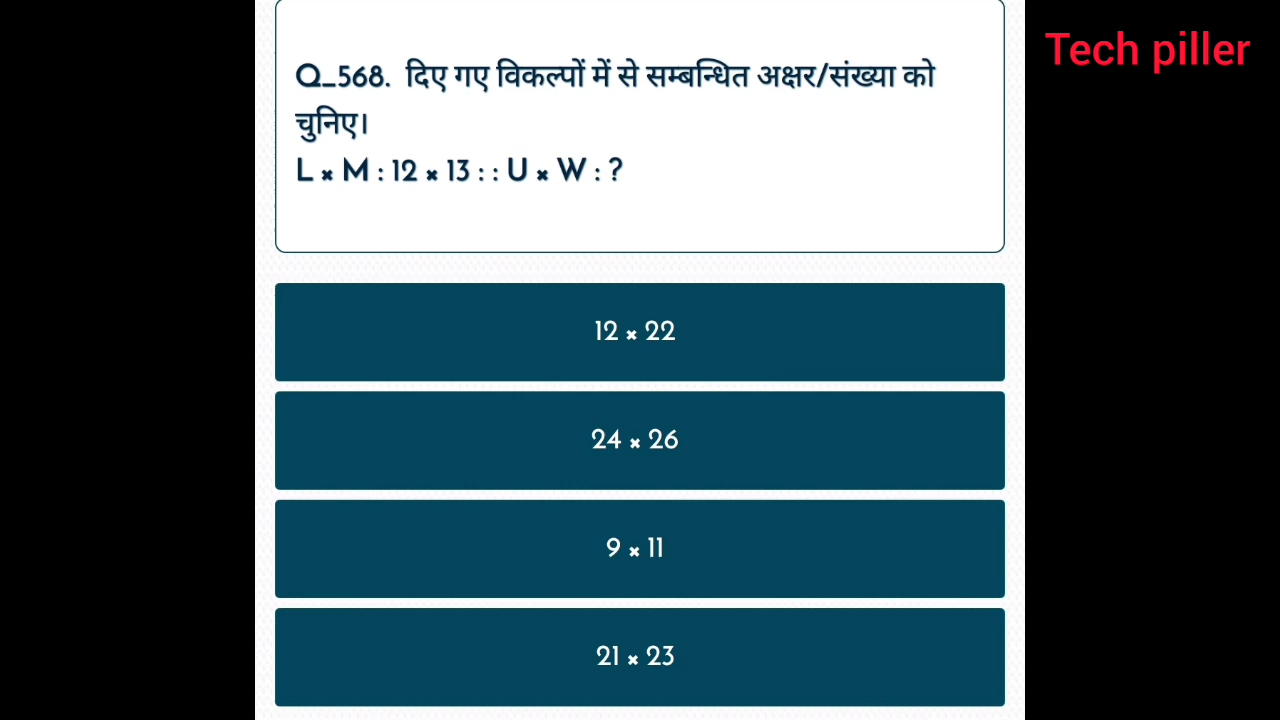 Tech piller
Q_568. दिए गए विकल्पों में से सम्बन्धित अक्षर/संख्या को
चुनिए।
L × M : 12 × 13 : : U × W : ?
12 × 22
24 × 26
9 × 11
21 × 23